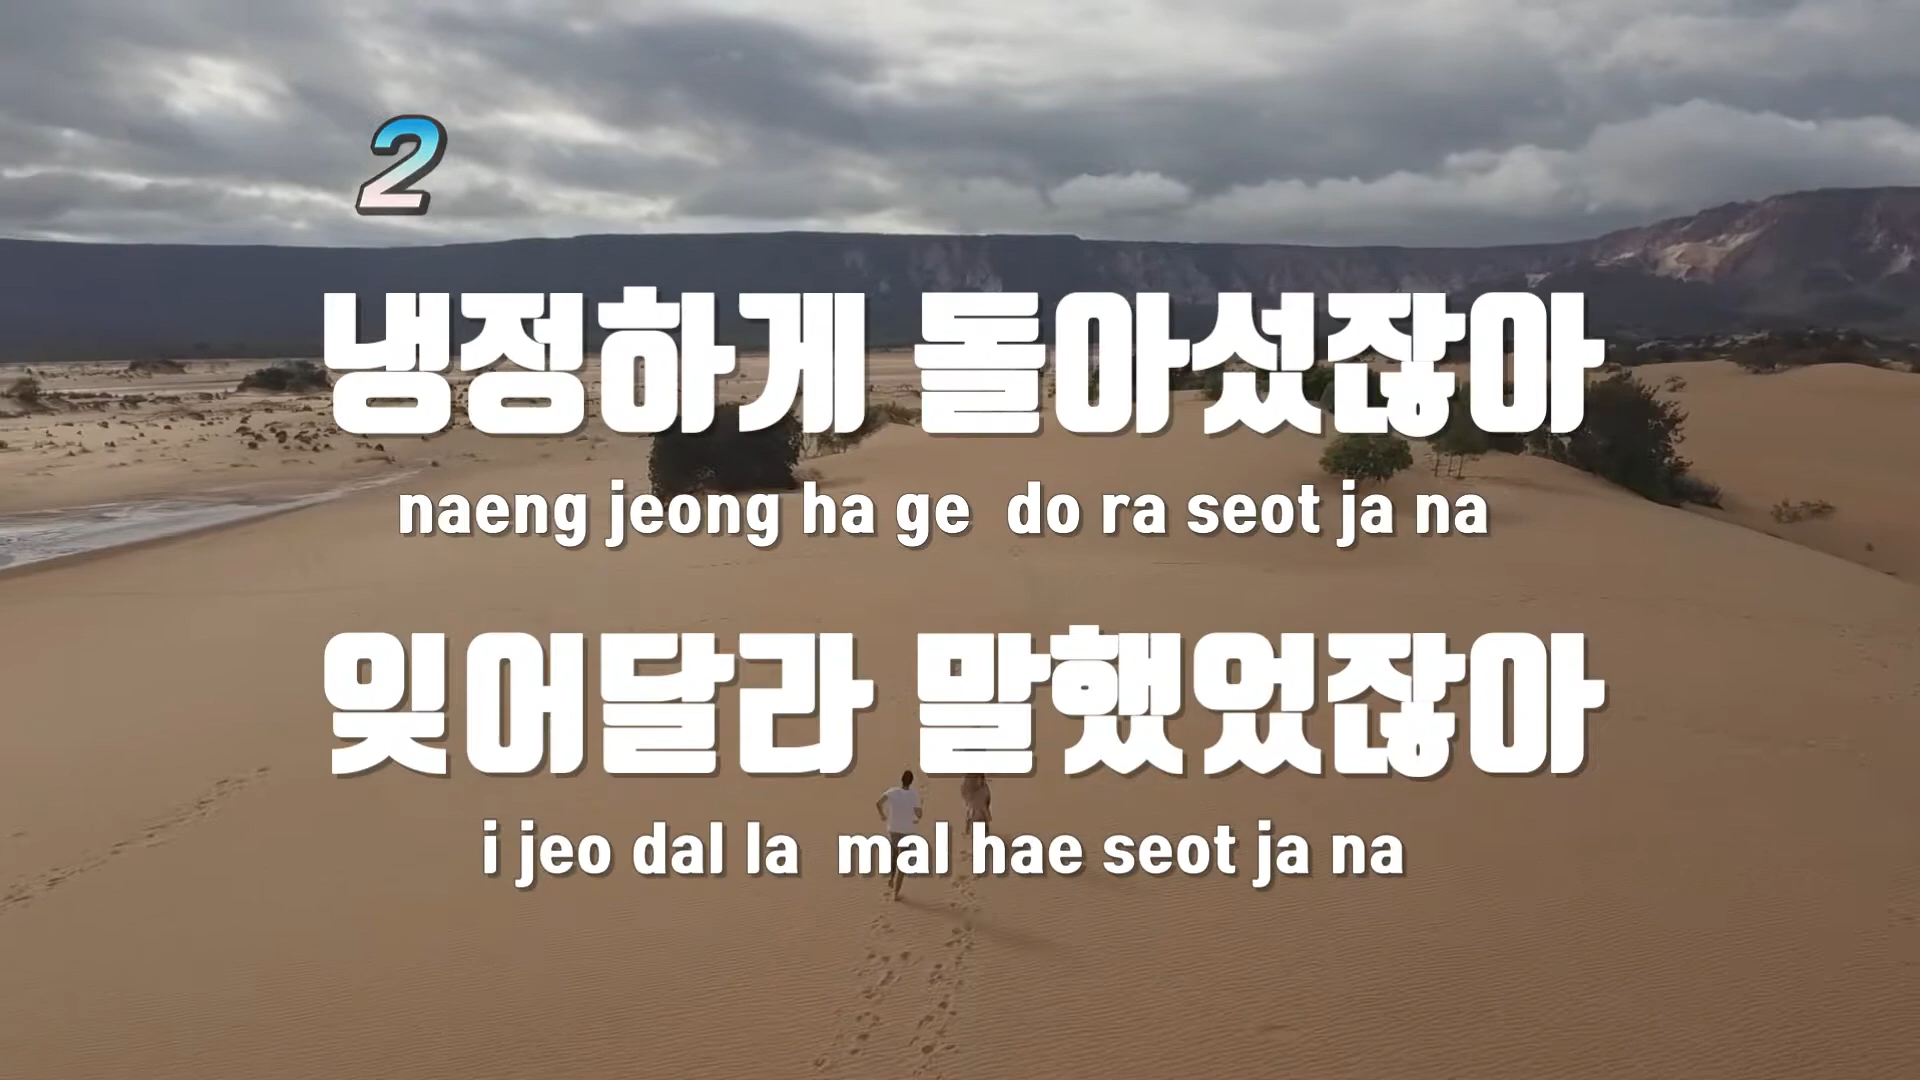 2
냉정하게 돌아섰잖아
naeng jeong ha ge do ra seot ja na
잊어달라 말했었잖아
i jeo dal la mal hae seot ja na